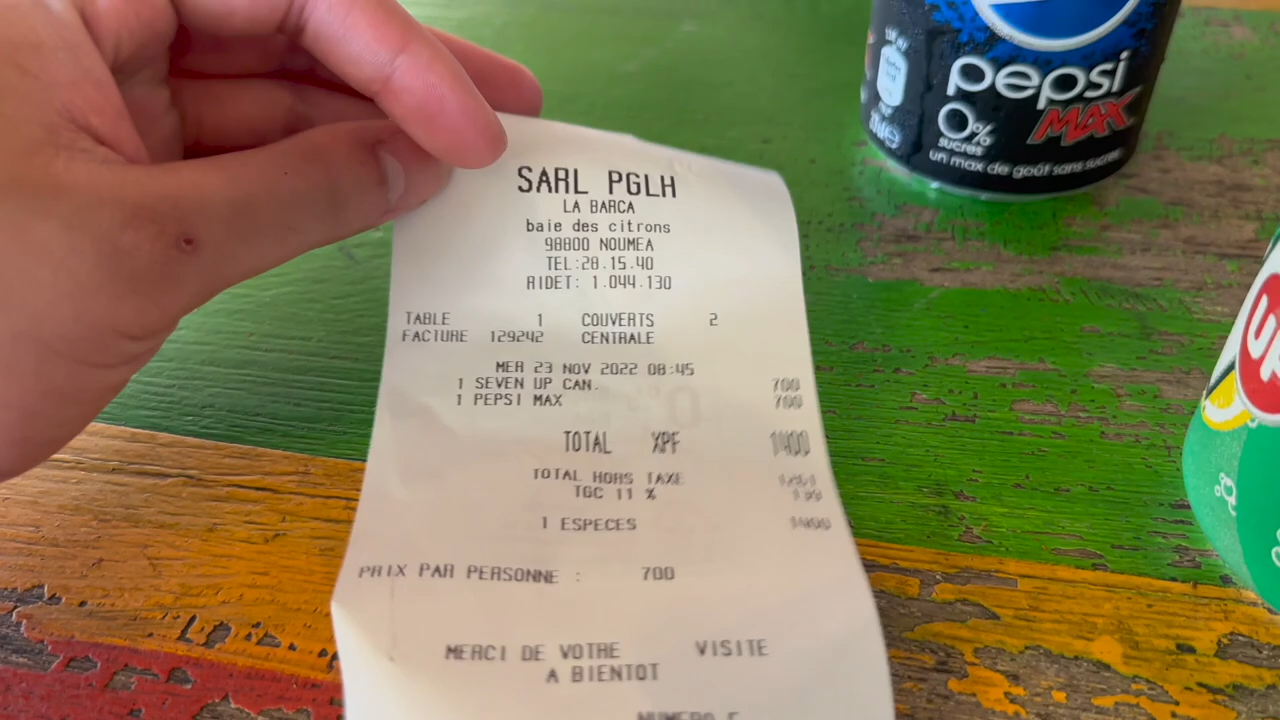 pepsi
MAX
0%
sucres
un max de goût sans sucres
UP
SARL PGLH
LA BARCA
baie des citrons
98800 NOUMEA
TEL:28.15.40
RIDET: 1.044.130
TABLE 1 COUVERTS 2
FACTURE 129242 CENTRALE
MER 23 NOV 2022 08:45
1 SEVEN UP CAN. 700
1 PEPSI MAX 700
TOTAL XPF 1400
TOTAL HORS TAXE
TGC 11 %
1 ESPECES 1400
PRIX PAR PERSONNE : 700
MERCI DE VOTRE VISITE
A BIENTOT